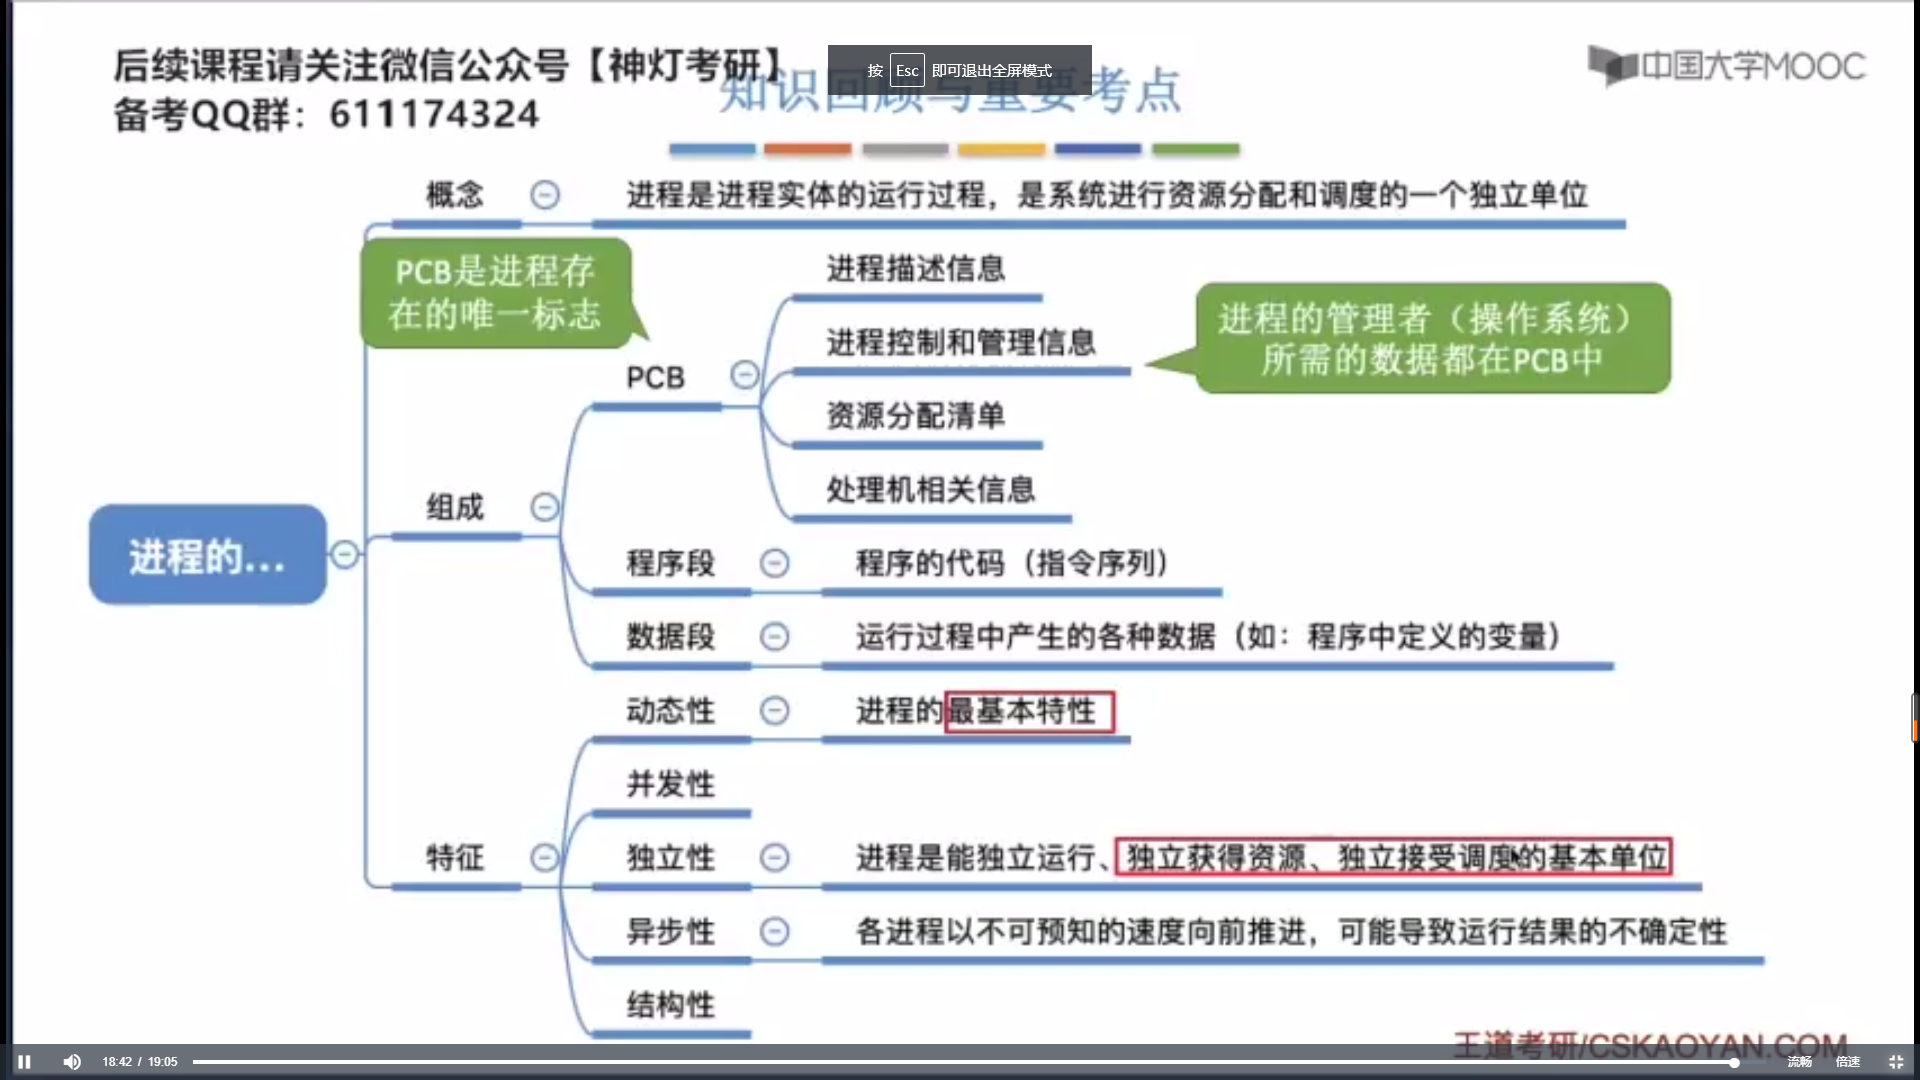 后续课程请关注微信公众号【神灯考研】
备考QQ群：611174324
按 Esc 即可退出全屏模式
中国大学MOOC
知识回顾与重要考点
概念
进程是进程实体的运行过程，是系统进行资源分配和调度的一个独立单位
PCB是进程存
在的唯一标志
进程描述信息
进程控制和管理信息
进程的管理者（操作系统）
所需的数据都在PCB中
PCB
资源分配清单
处理机相关信息
组成
进程的...
程序段
程序的代码（指令序列）
数据段
运行过程中产生的各种数据（如：程序中定义的变量）
动态性
进程的最基本特性
并发性
特征
独立性
进程是能独立运行、独立获得资源、独立接受调度的基本单位
异步性
各进程以不可预知的速度向前推进，可能导致运行结果的不确定性
结构性
王道考研/CSKAOYAN.COM
18:42 / 19:05
流畅
倍速